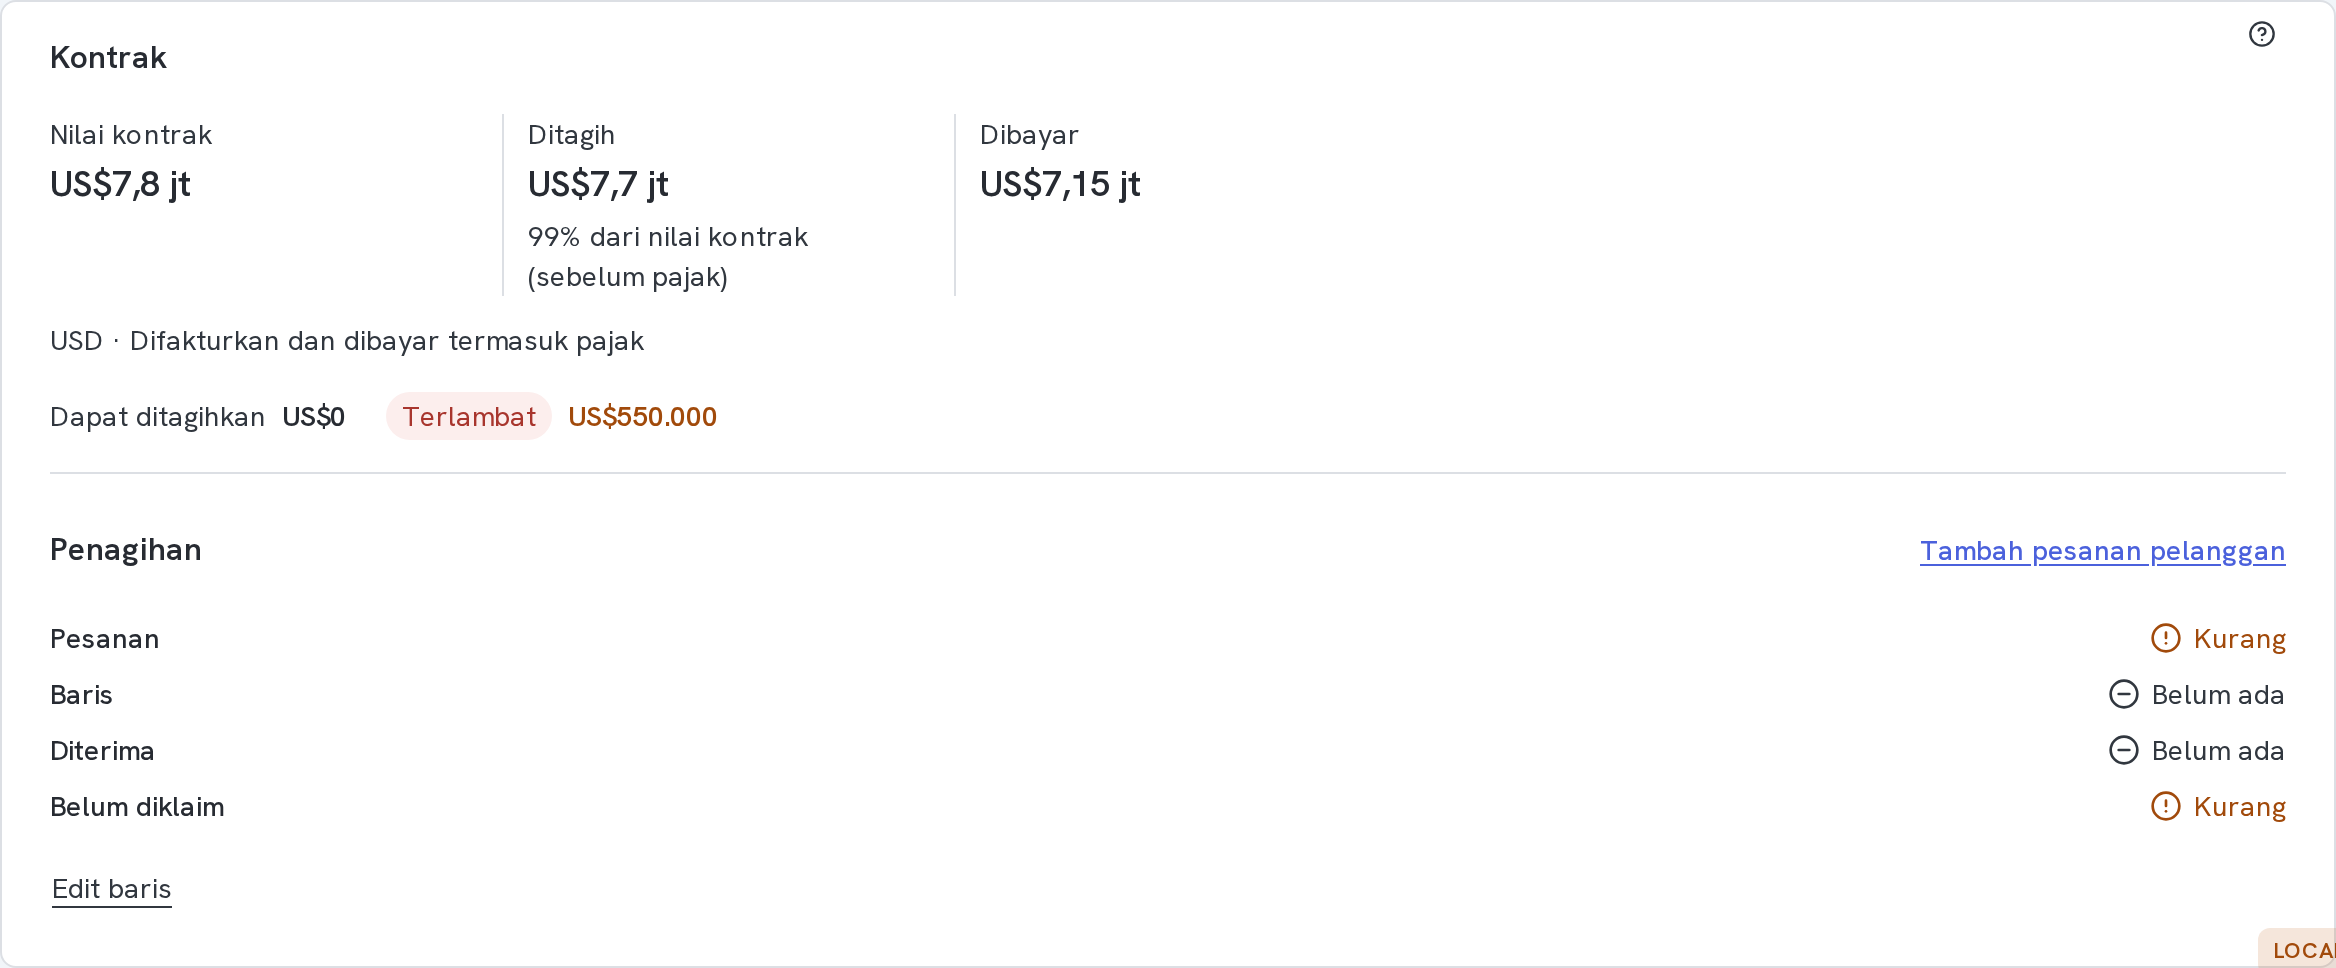 Kontrak
Nilai kontrak
US$7,8 jt
Ditagih
US$7,7 jt
99% dari nilai kontrak
(sebelum pajak)
Dibayar
US$7,15 jt
USD · Difakturkan dan dibayar termasuk pajak
Dapat ditagihkan US$0 Terlambat US$550.000
Penagihan
Tambah pesanan pelanggan
Pesanan Kurang
Baris Belum ada
Diterima Belum ada
Belum diklaim Kurang
Edit baris